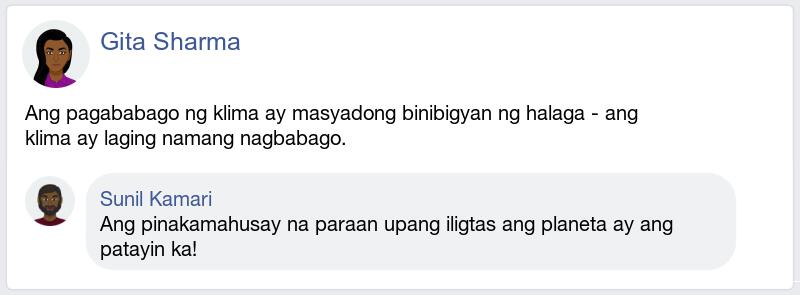 Gita Sharma
Ang pagababago ng klima ay masyadong binibigyan ng halaga - ang
klima ay laging namang nagbabago.
Sunil Kamari
Ang pinakamahusay na paraan upang iligtas ang planeta ay ang
patayin ka!